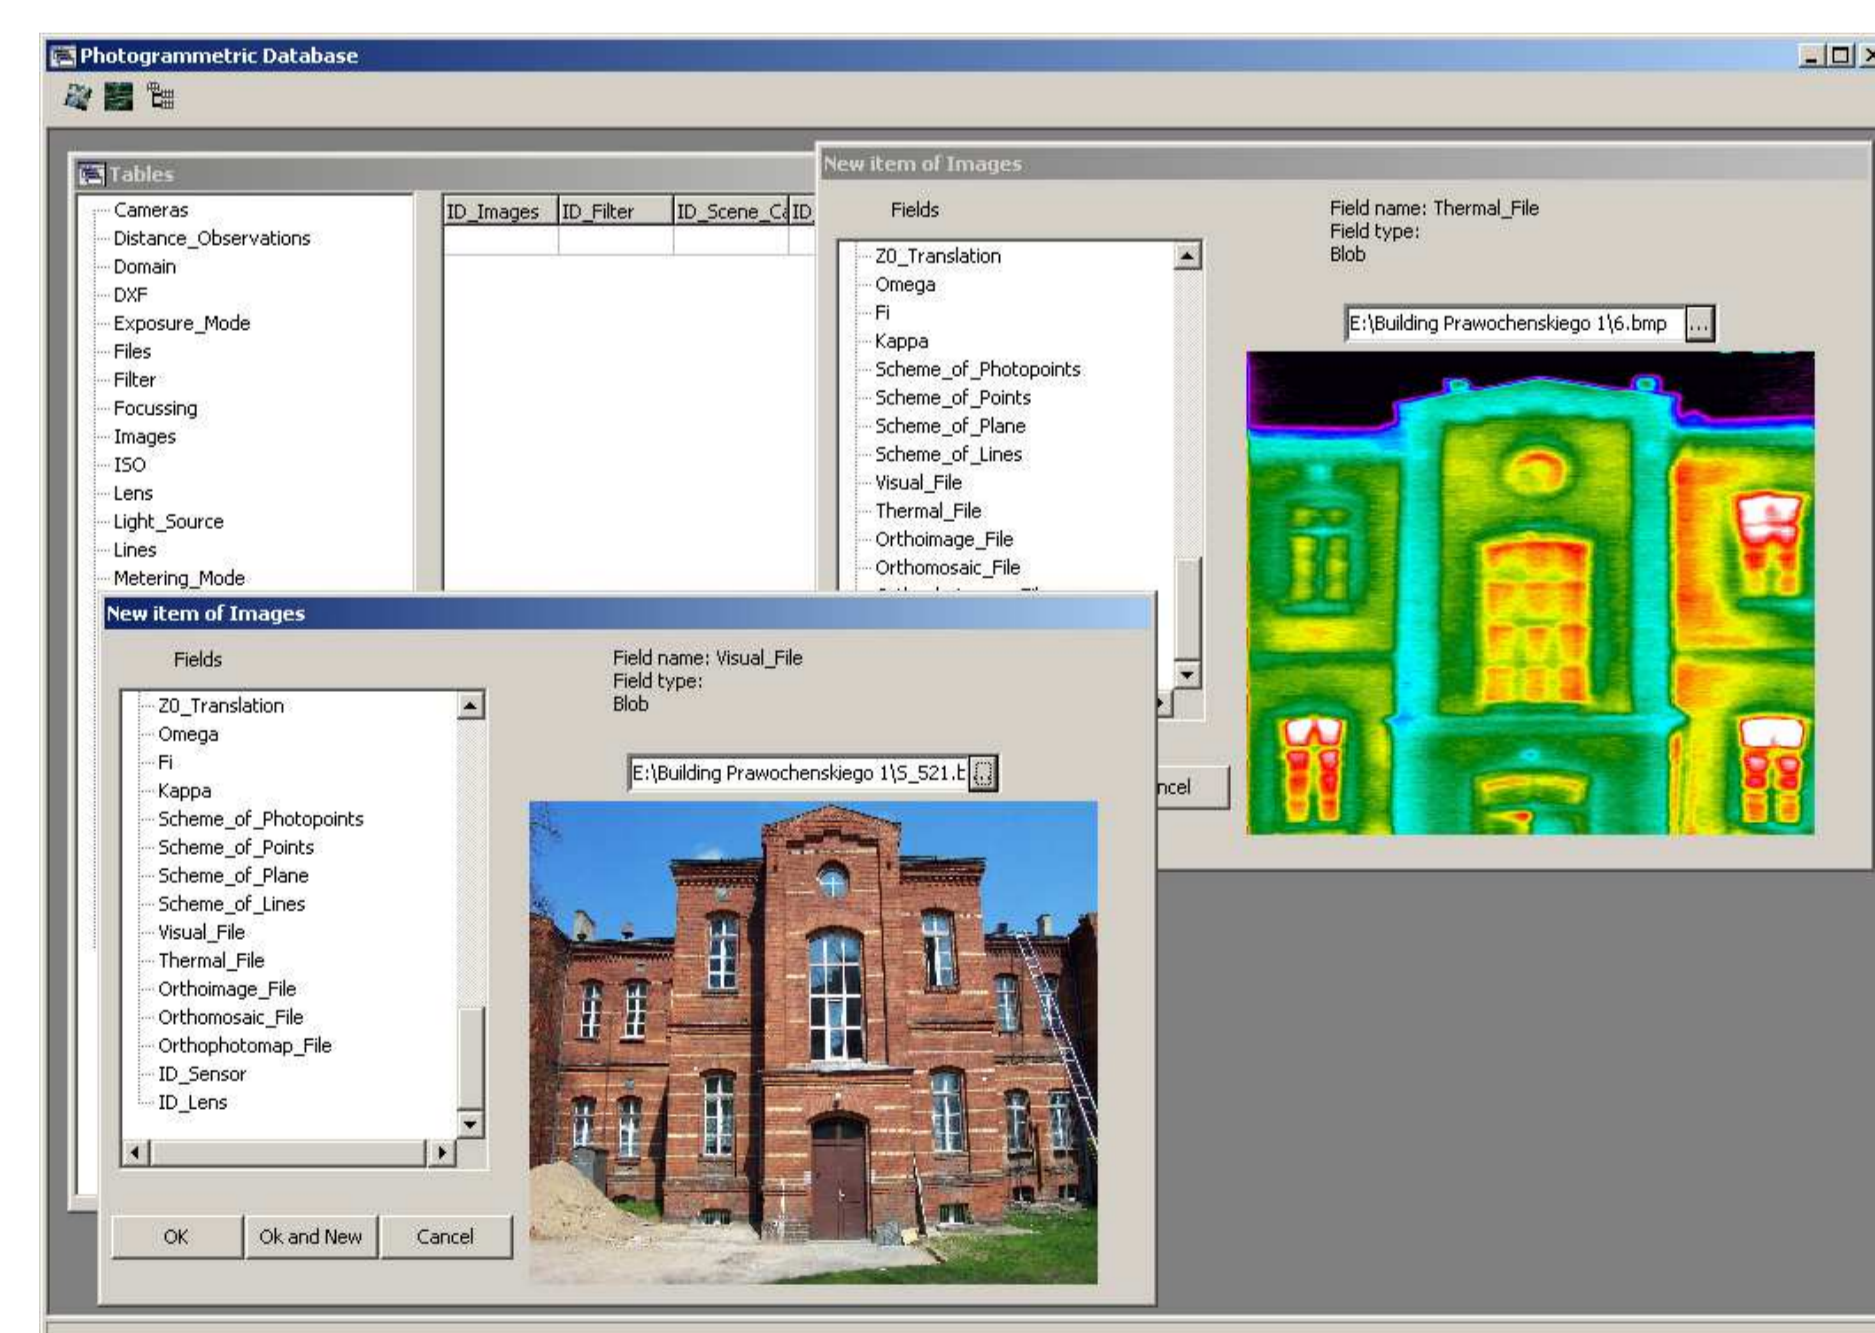 Photogrammetric Database
Tables
Cameras
Distance_Observations
Domain
DXF
Exposure_Mode
Files
Filter
Focussing
Images
ISO
Lens
Light_Source
Lines
Metering_Mode
ID_Images ID_Filter ID_Scene_Ca ID_
New item of Images
Fields
Z0_Translation
Omega
Fi
Kappa
Scheme_of_Photopoints
Scheme_of_Points
Scheme_of_Plane
Scheme_of_Lines
Visual_File
Thermal_File
Orthoimage_File
Orthomosaic_File
Field name: Thermal_File
Field type:
Blob
E:\Building Prawochenskiego 1\6.bmp ...
ncel
New item of Images
Fields
Z0_Translation
Omega
Fi
Kappa
Scheme_of_Photopoints
Scheme_of_Points
Scheme_of_Plane
Scheme_of_Lines
Visual_File
Thermal_File
Orthoimage_File
Orthomosaic_File
Orthophotomap_File
ID_Sensor
ID_Lens
Field name: Visual_File
Field type:
Blob
E:\Building Prawochenskiego 1\S_521.b ...
OK
Ok and New
Cancel